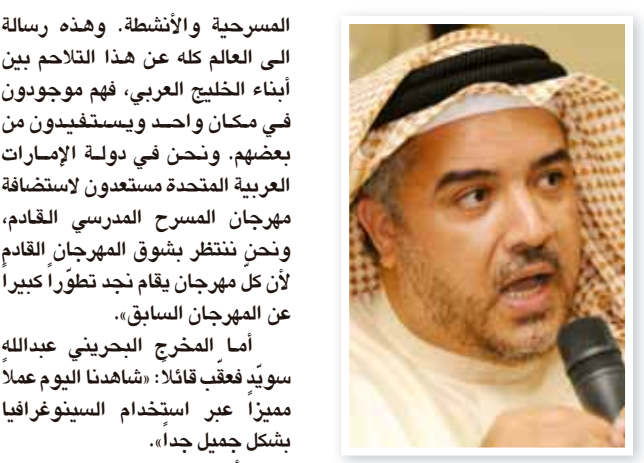 المسرحية والأنشطة. وهذه رسالة
الى العالم كله عن هذا التلاحم بين
أبناء الخليج العربي، فهم موجودون
في مكان واحد ويستفيدون من
بعضهم. ونحن في دولة الإمارات
العربية المتحدة مستعدون لاستضافة
مهرجان المسرح المدرسي القادم،
ونحن ننتظر بشوق المهرجان القادم
لأن كلّ مهرجان يقام نجد تطوّراً كبيراً
عن المهرجان السابق».
أما المخرج البحريني عبدالله
سويّد فعقّب قائلاً: «شاهدنا اليوم عملاً
مميزاً عبر استخدام السينوغرافيا
بشكل جميل جداً».